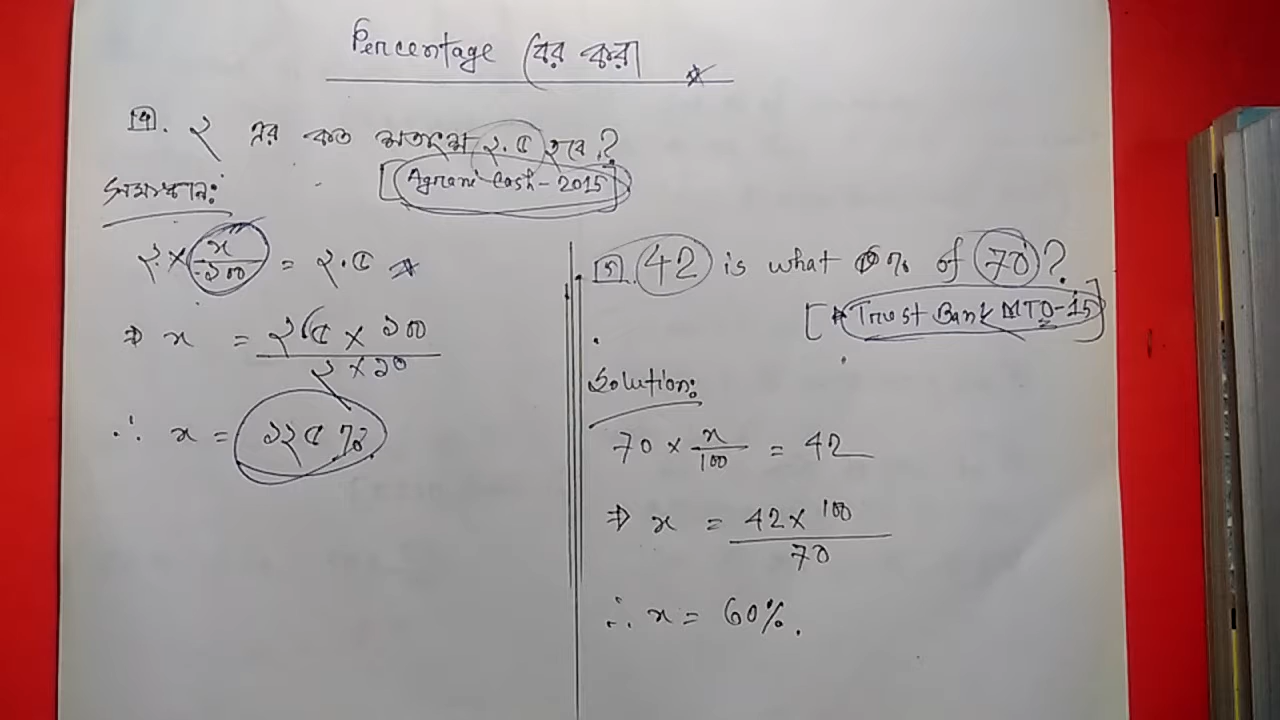 Percentage বের করা
৭. ২ এর কত শতাংশ ২.৫ হবে?
[Agrani Cash-2015]
সমাধান:
২ × x/১০০ = ২.৫
⇒ x = ২৫ × ১০০ / ২ × ১০
∴ x = ১২৫%
42 is what % of 70?
[Trust Bank MTO-15]
Solution:
70 × x/100 = 42
⇒ x = 42 × 100 / 70
∴ x = 60%.